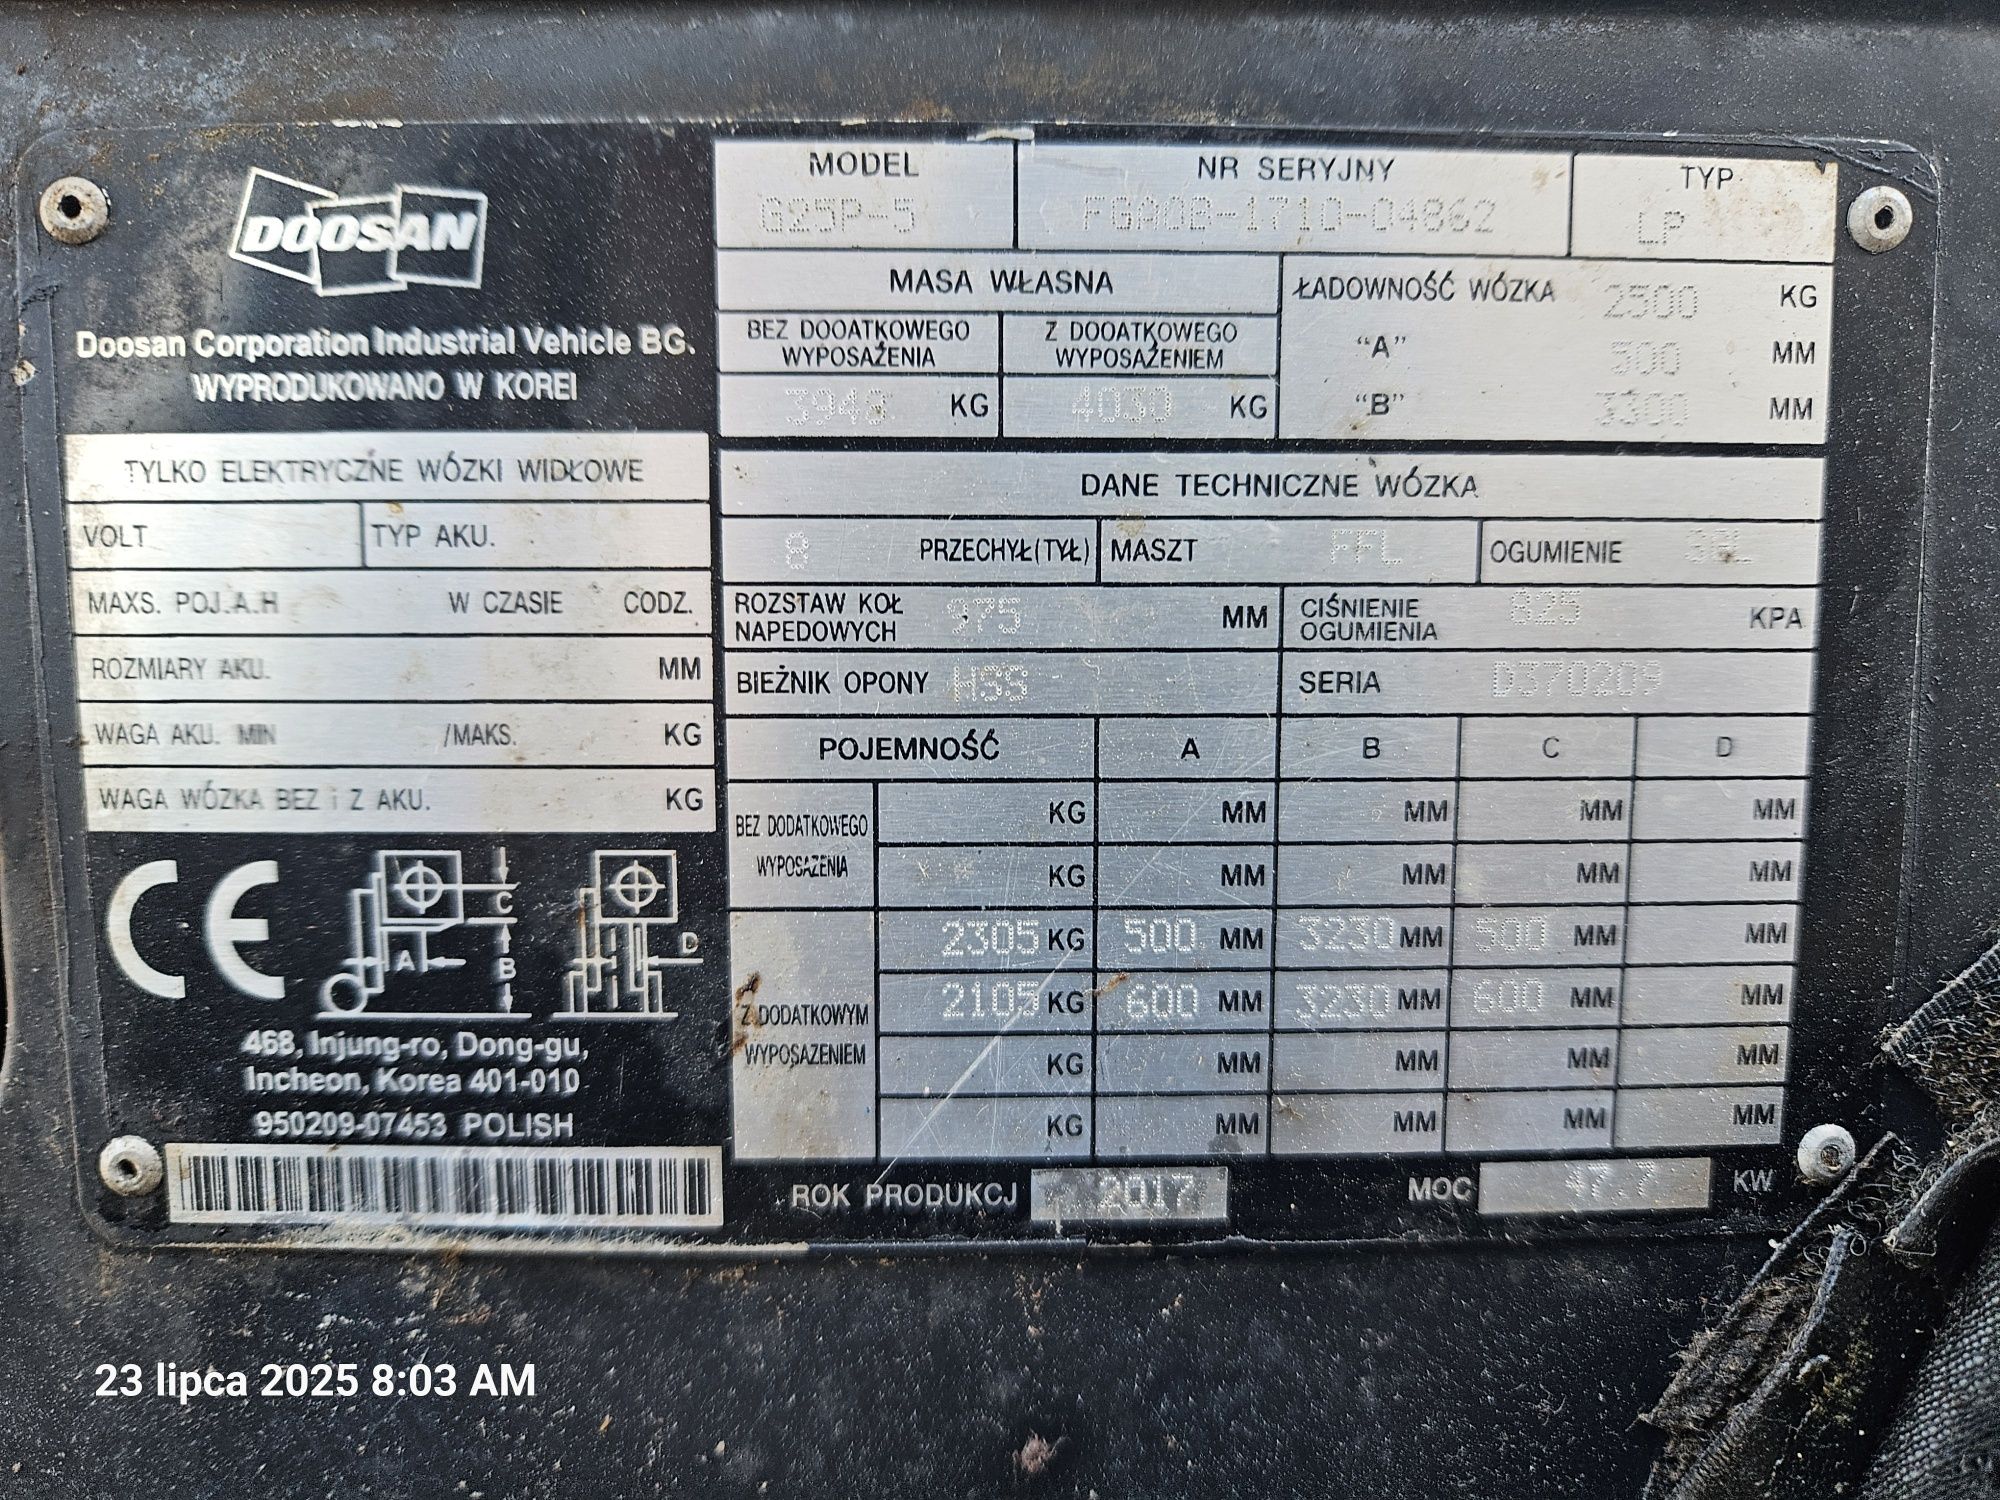 DOOSAN
Doosan Corporation Industrial Vehicle BG.
WYPRODUKOWANO W KOREI
TYLKO ELEKTRYCZNE WÓZKI WIDŁOWE
VOLT TYP AKU.
MAXS. POJ.A.H W CZASIE CODZ.
ROZMIARY AKU. MM
WAGA AKU. MIN /MAKS. KG
WAGA WÓZKA BEZ i Z AKU. KG
CE
C
A
B
D
468, Injung-ro, Dong-gu,
Incheon, Korea 401-010
950209-07453 POLISH
MODEL NR SERYJNY TYP
G25P-5 FGA0B-1710-04862 LP
MASA WŁASNA
BEZ DOOATKOWEGO
WYPOSAŻENIA
Z DOOATKOWEGO
WYPOSAŻENIEM
3948 KG 4030 KG
ŁADOWNOŚĆ WÓZKA 2500 KG
"A" 500 MM
"B" 3300 MM
DANE TECHNICZNE WÓZKA
8 PRZECHYŁ(TYŁ) MASZT FFL OGUMIENIE
ROZSTAW KOŁ
NAPEDOWYCH 975 MM
CIŚNIENIE
OGUMIENIA 825 KPA
BIEŻNIK OPONY SERIA D370209
POJEMNOŚĆ A B C D
BEZ DODATKOWEGO
WYPOSAZENIA
KG MM MM MM MM
KG MM MM MM MM
Z DODATKOWYM
WYPOSAZENIEM
2305 KG 500 MM 3230 MM 500 MM MM
2105 KG 600 MM 3230 MM 600 MM MM
KG MM MM MM MM
KG MM MM MM MM
ROK PRODUKCJ 2017 MOC 47.7 KW
23 lipca 2025 8:03 AM